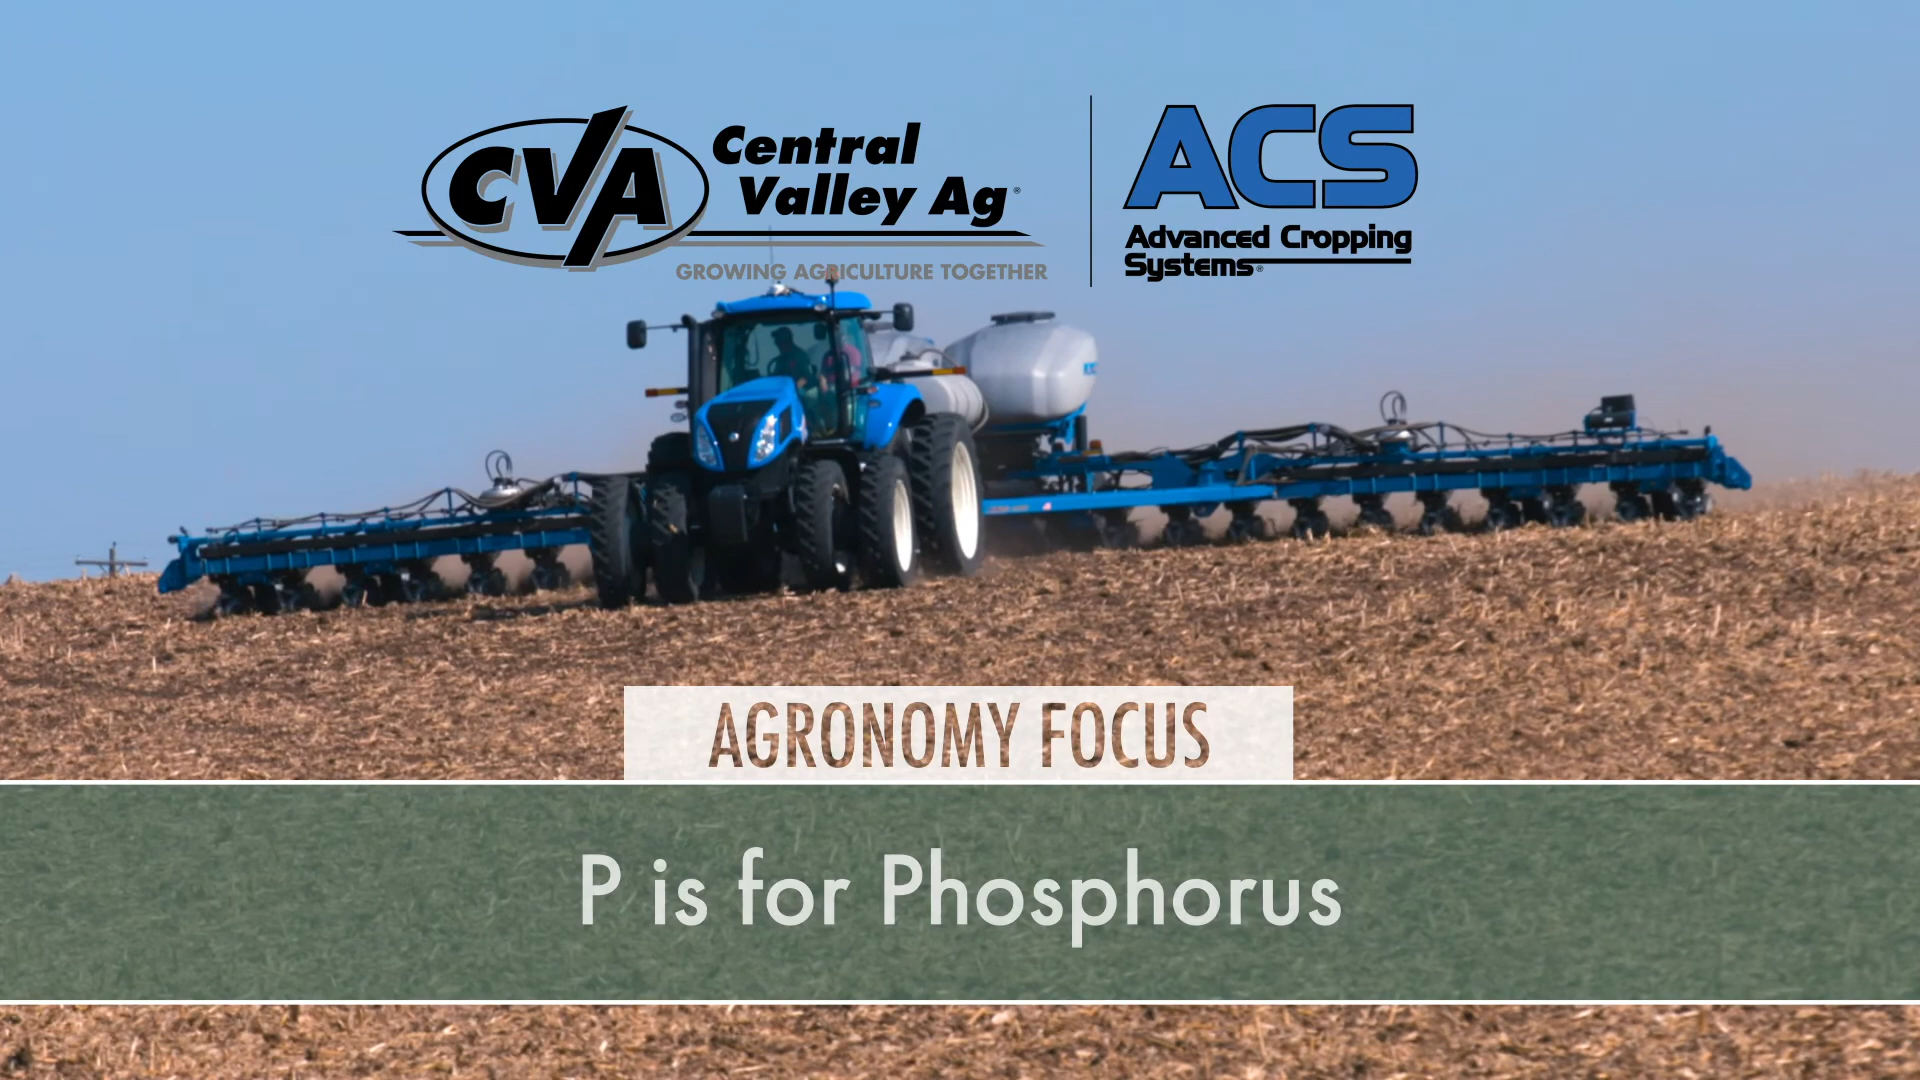 CVA
Central
Valley Ag®
GROWING AGRICULTURE TOGETHER
ACS
Advanced Cropping
Systems®
AGRONOMY FOCUS
P is for Phosphorus